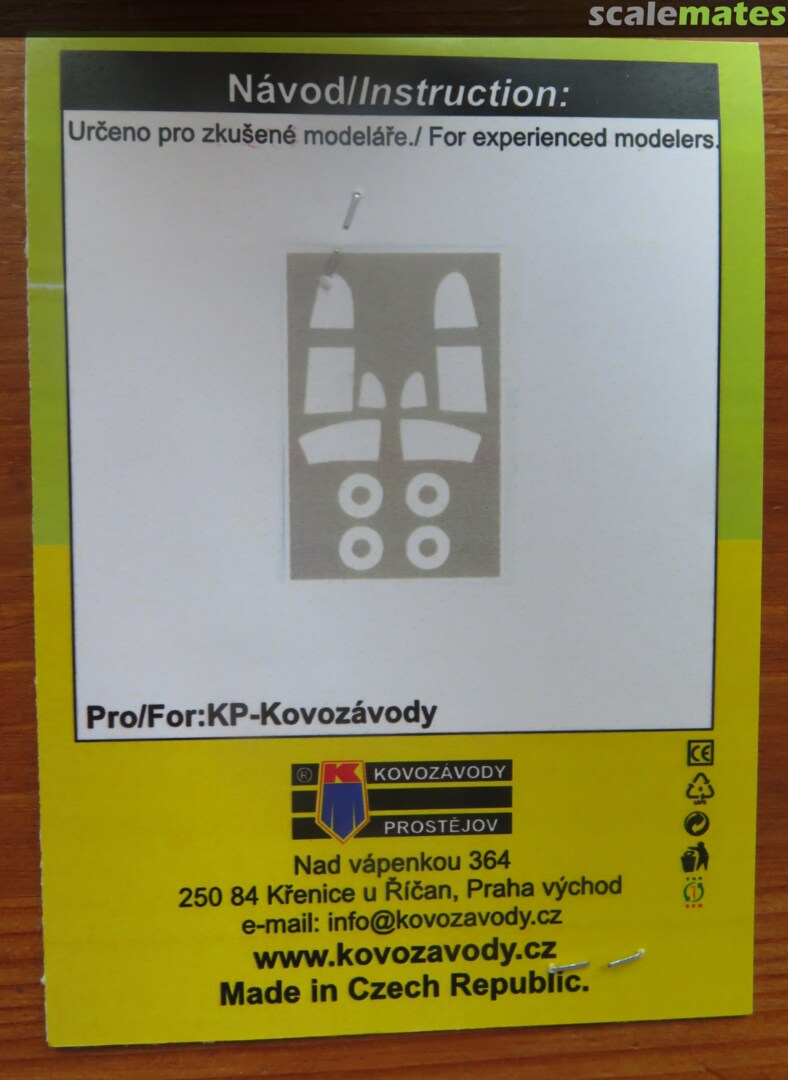 scalemates
Návod/Instruction:
Určeno pro zkušené modeláře./ For experienced modelers.
Pro/For:KP-Kovozávody
® K KOVOZÁVODY
PROSTĚJOV
Nad vápenkou 364
250 84 Křenice u Říčan, Praha východ
e-mail: info@kovozavody.cz
www.kovozavody.cz
Made in Czech Republic.
CE